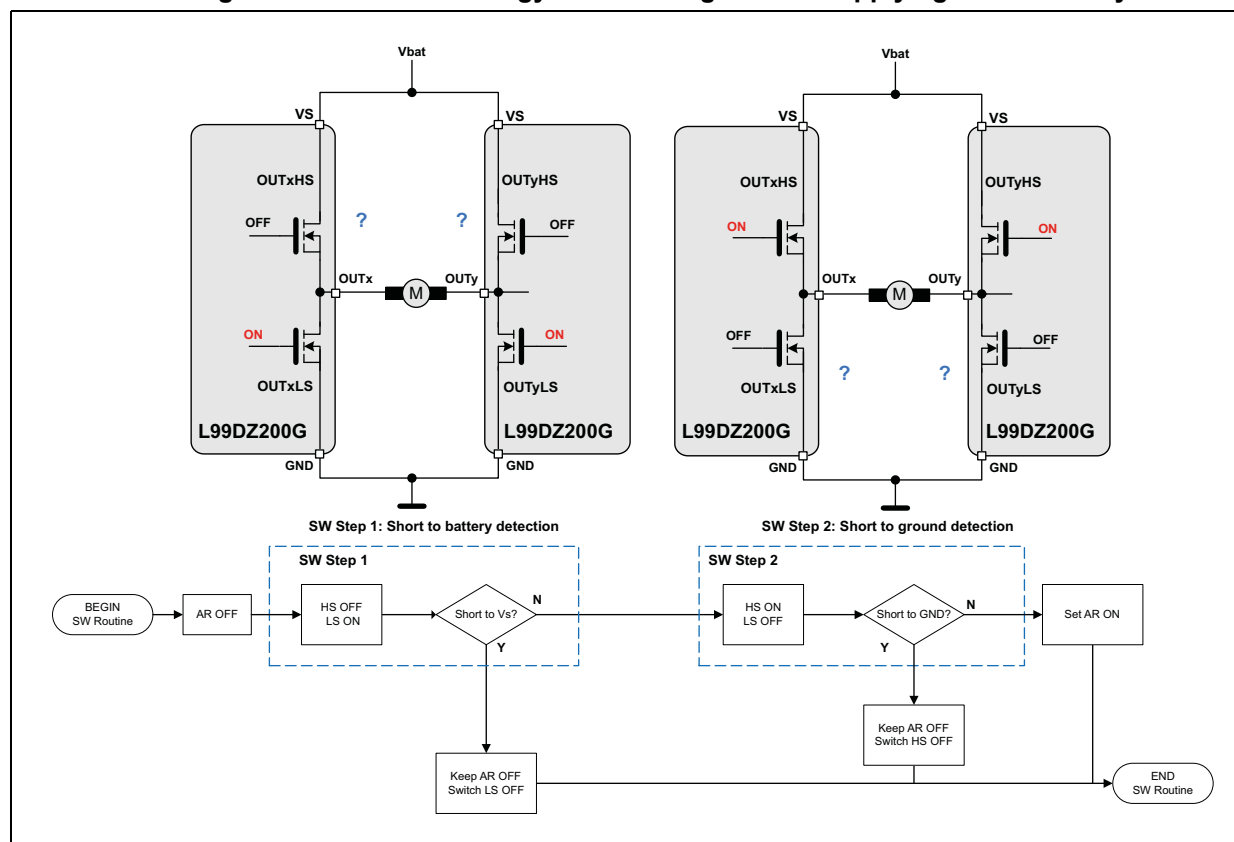 Vbat
Vbat
VS
VS
VS
VS
OUTxHS
OUTyHS
OUTxHS
OUTyHS
OFF
?
?
OFF
ON
ON
OUTx
OUTy
OUTx
OUTy
M
M
ON
ON
OFF
OFF
OUTxLS
OUTyLS
?
?
OUTxLS
OUTyLS
L99DZ200G
L99DZ200G
L99DZ200G
L99DZ200G
GND
GND
GND
GND
SW Step 1: Short to battery detection
SW Step 2: Short to ground detection
SW Step 1
SW Step 2
BEGIN
SW Routine
AR OFF
HS OFF
LS ON
Short to Vs?
N
Y
HS ON
LS OFF
Short to GND?
N
Y
Set AR ON
Keep AR OFF
Switch HS OFF
Keep AR OFF
Switch LS OFF
END
SW Routine